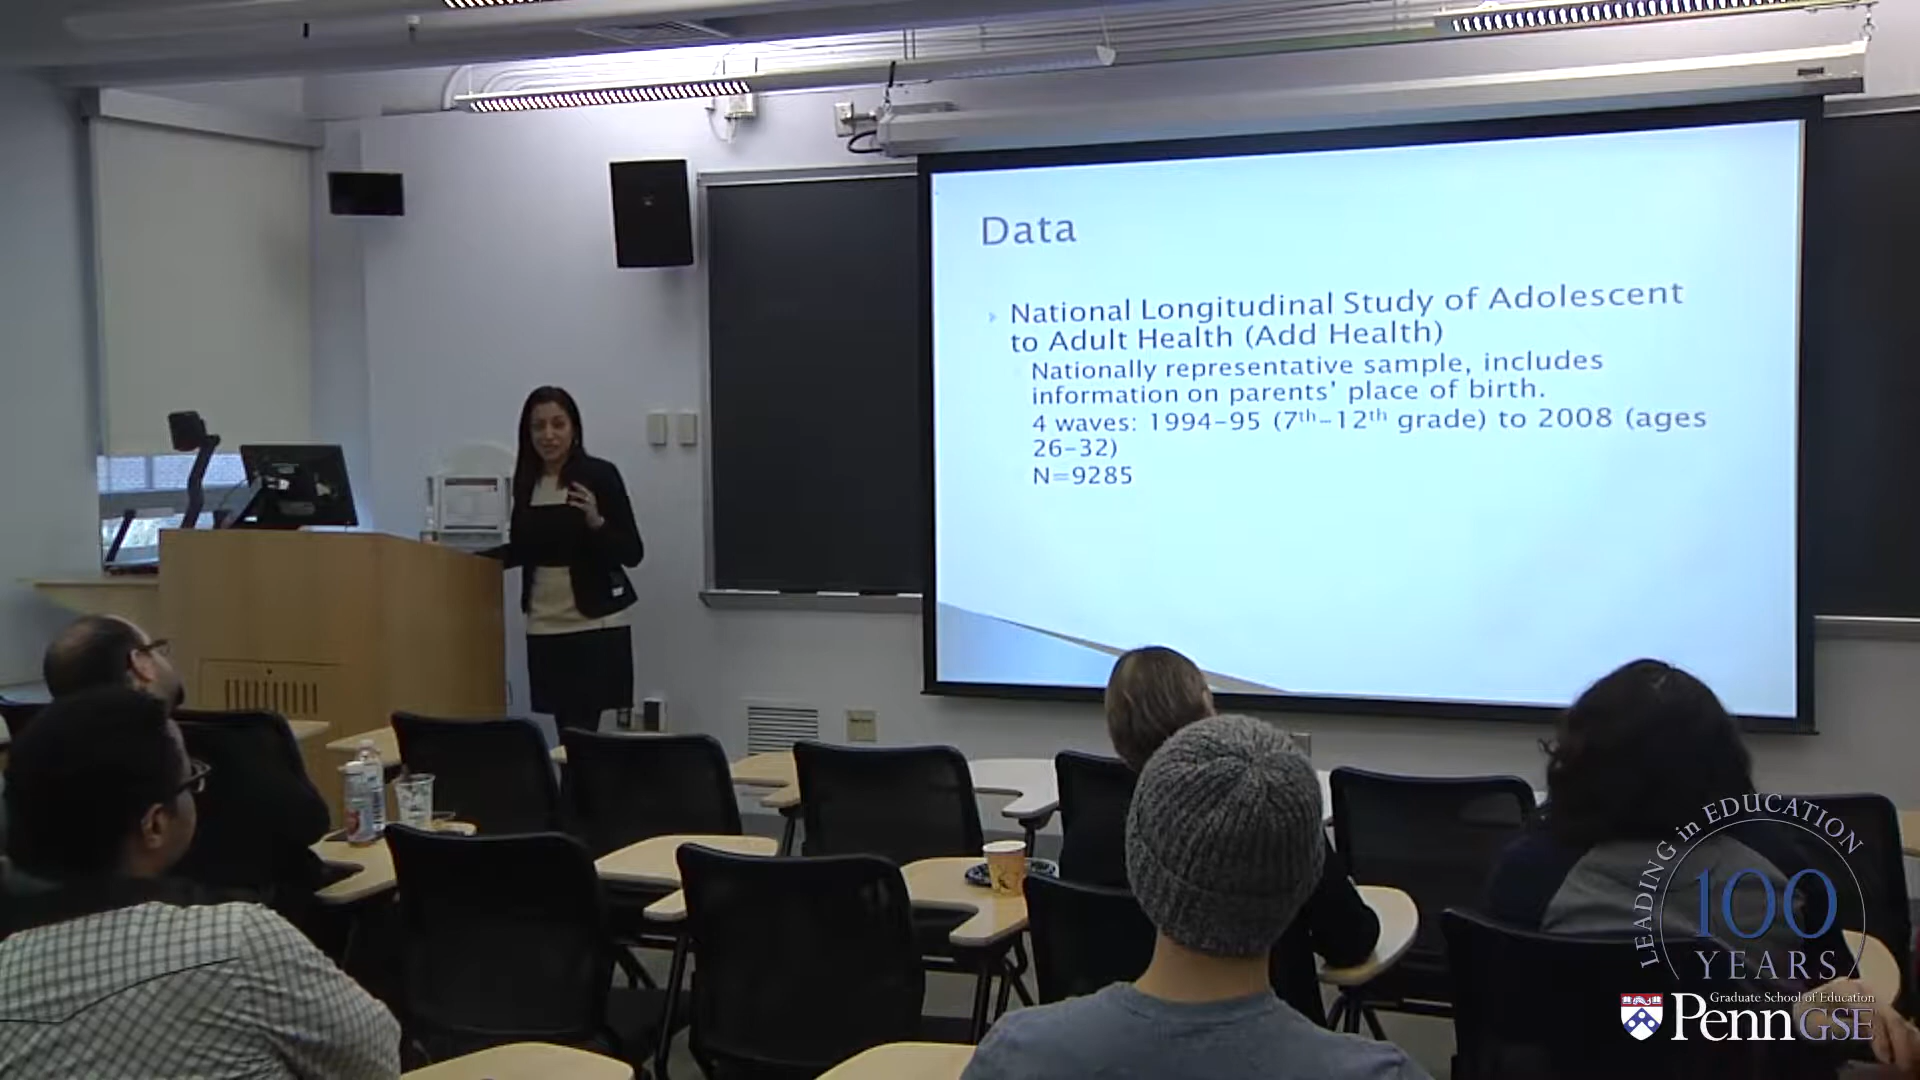 Data
National Longitudinal Study of Adolescent
to Adult Health (Add Health)
Nationally representative sample, includes
information on parents' place of birth.
4 waves: 1994-95 (7th-12th grade) to 2008 (ages
26-32)
N=9285
LEADING in EDUCATION
100
YEARS
Graduate School of Education
PennGSE